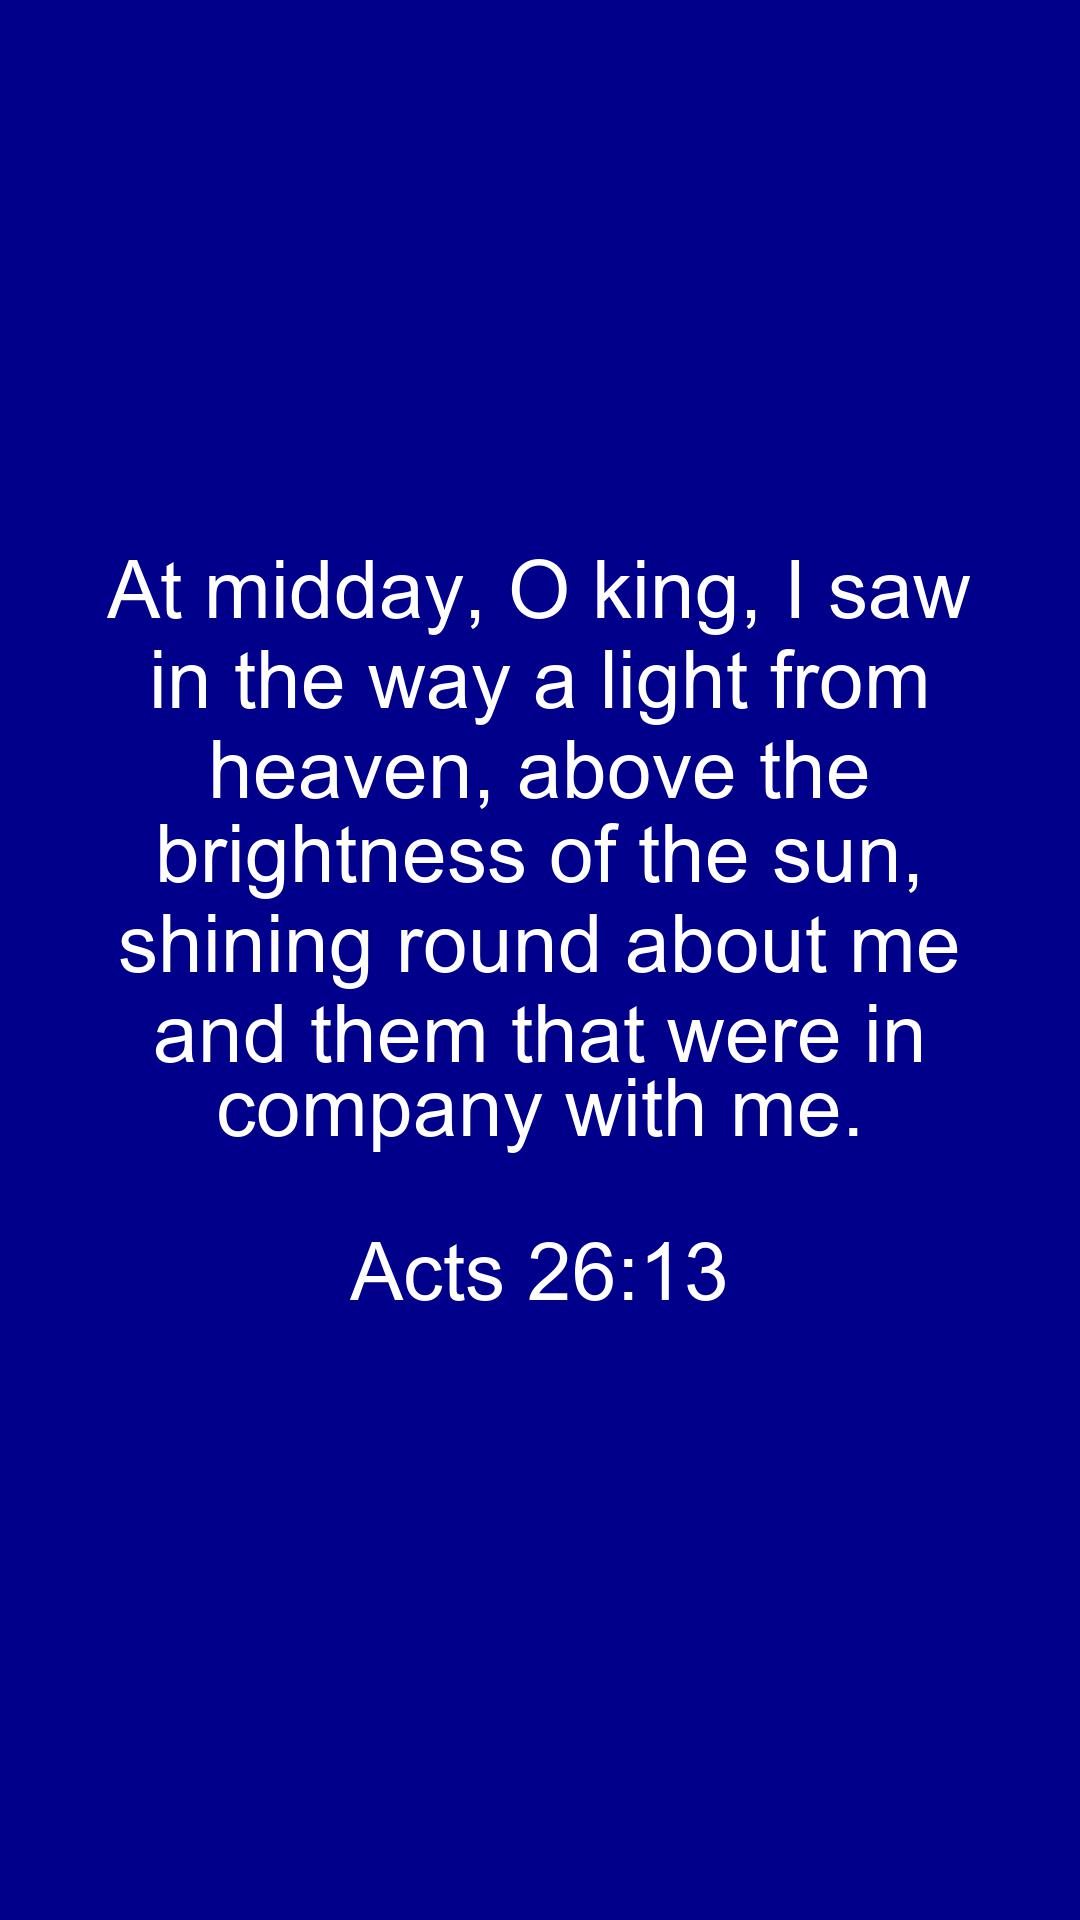 At midday, O king, I saw
in the way a light from
heaven, above the
brightness of the sun,
shining round about me
and them that were in
company with me.
Acts 26:13